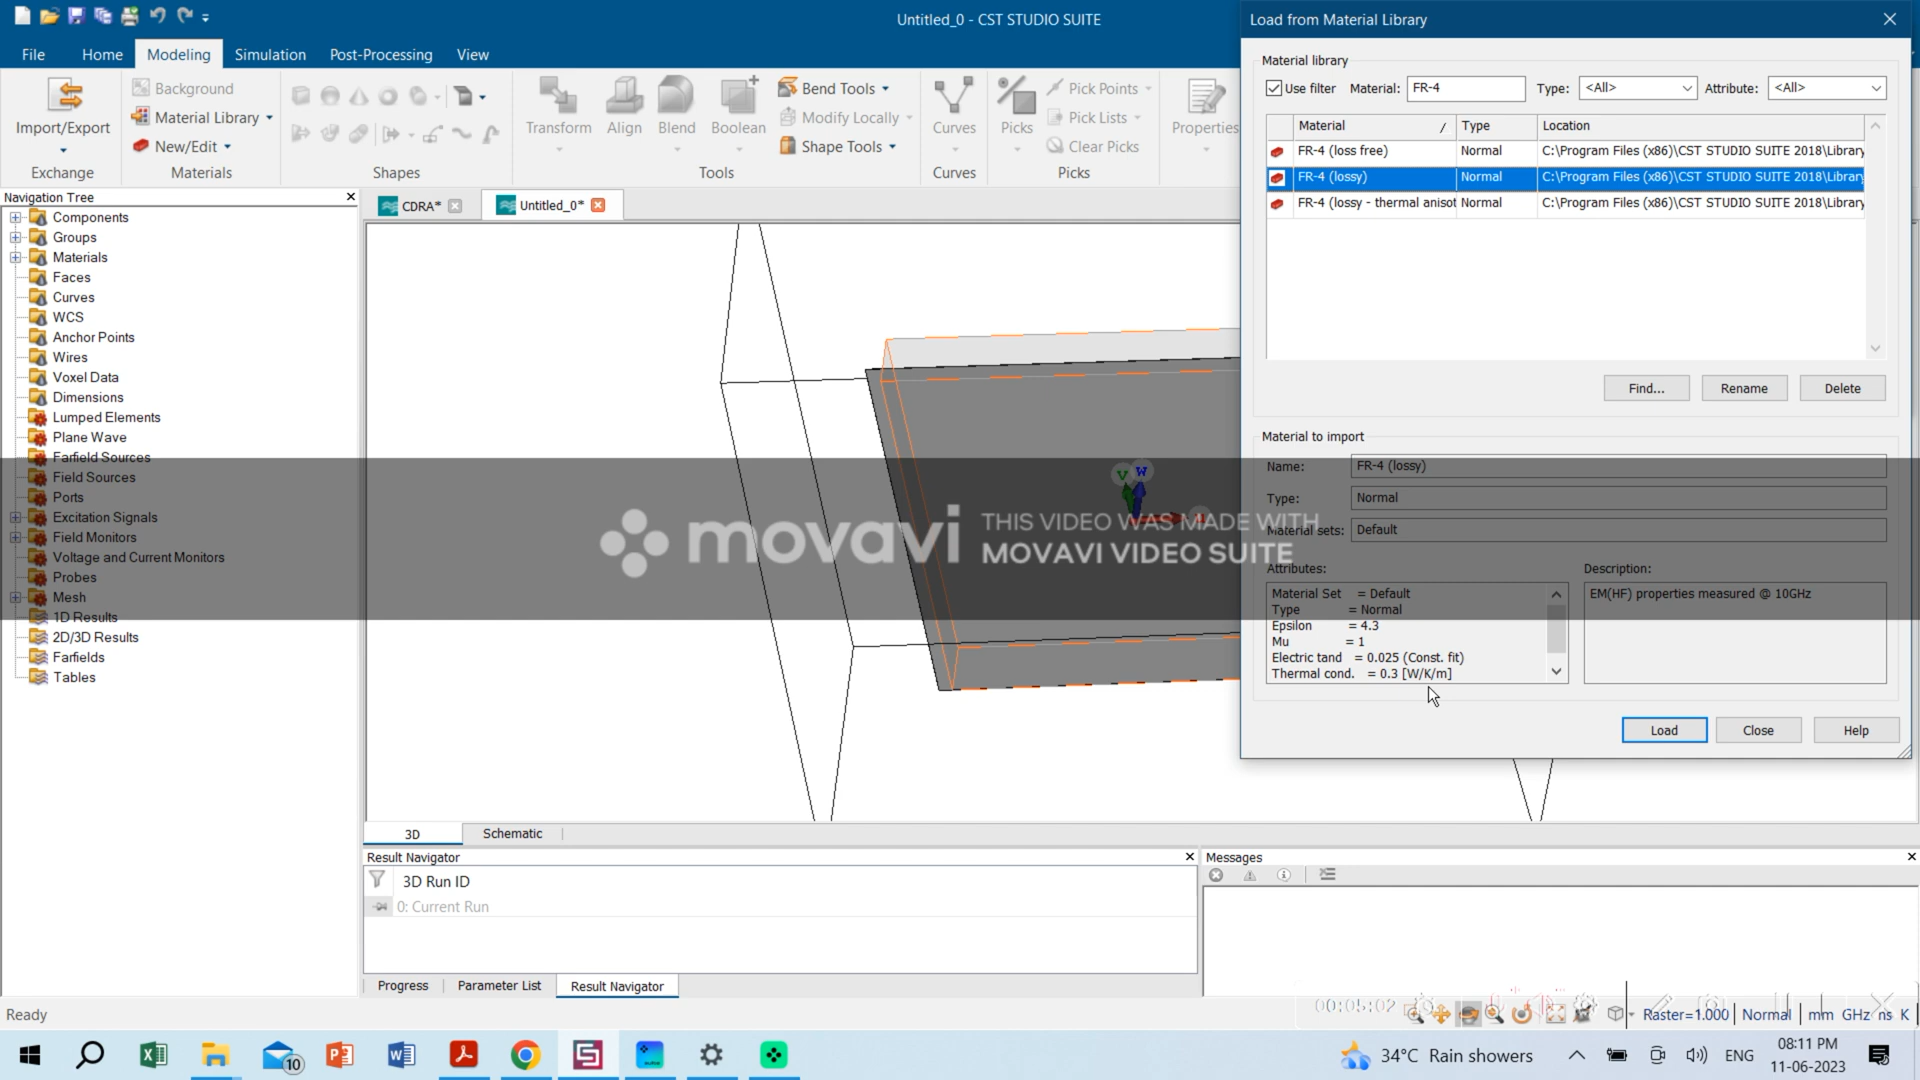 Untitled_0 - CST STUDIO SUITE
File Home Modeling Simulation Post-Processing View
Import/Export
Exchange
Background
Material Library
New/Edit
Materials
Shapes
Transform
Align
Blend
Boolean
Bend Tools
Modify Locally
Shape Tools
Tools
Curves
Curves
Picks
Pick Points
Pick Lists
Clear Picks
Picks
Properties
Navigation Tree
Components
Groups
Materials
Faces
Curves
WCS
Anchor Points
Wires
Voxel Data
Dimensions
Lumped Elements
Plane Wave
Farfield Sources
Field Sources
Ports
Excitation Signals
Field Monitors
Voltage and Current Monitors
Probes
Mesh
1D Results
2D/3D Results
Farfields
Tables
CDRA*
Untitled_0*
V W
movavi
THIS VIDEO WAS MADE WITH
MOVAVI VIDEO SUITE
3D Schematic
Result Navigator
3D Run ID
0: Current Run
Progress Parameter List Result Navigator
Messages
Load from Material Library
Material library
Use filter Material: FR-4 Type: <All> Attribute: <All>
Material / Type Location
FR-4 (loss free) Normal C:\Program Files (x86)\CST STUDIO SUITE 2018\Library
FR-4 (lossy) Normal C:\Program Files (x86)\CST STUDIO SUITE 2018\Library
FR-4 (lossy - thermal anisot Normal C:\Program Files (x86)\CST STUDIO SUITE 2018\Library
Find... Rename Delete
Material to import
Name: FR-4 (lossy)
Type: Normal
Material sets: Default
Attributes:
Material Set = Default
Type = Normal
Epsilon = 4.3
Mu = 1
Electric tand = 0.025 (Const. fit)
Thermal cond. = 0.3 [W/K/m]
Description:
EM(HF) properties measured @ 10GHz
Load Close Help
Ready
00:05:02
Raster=1.000 Normal mm GHz ns K
10
34°C Rain showers
ENG
08:11 PM
11-06-2023